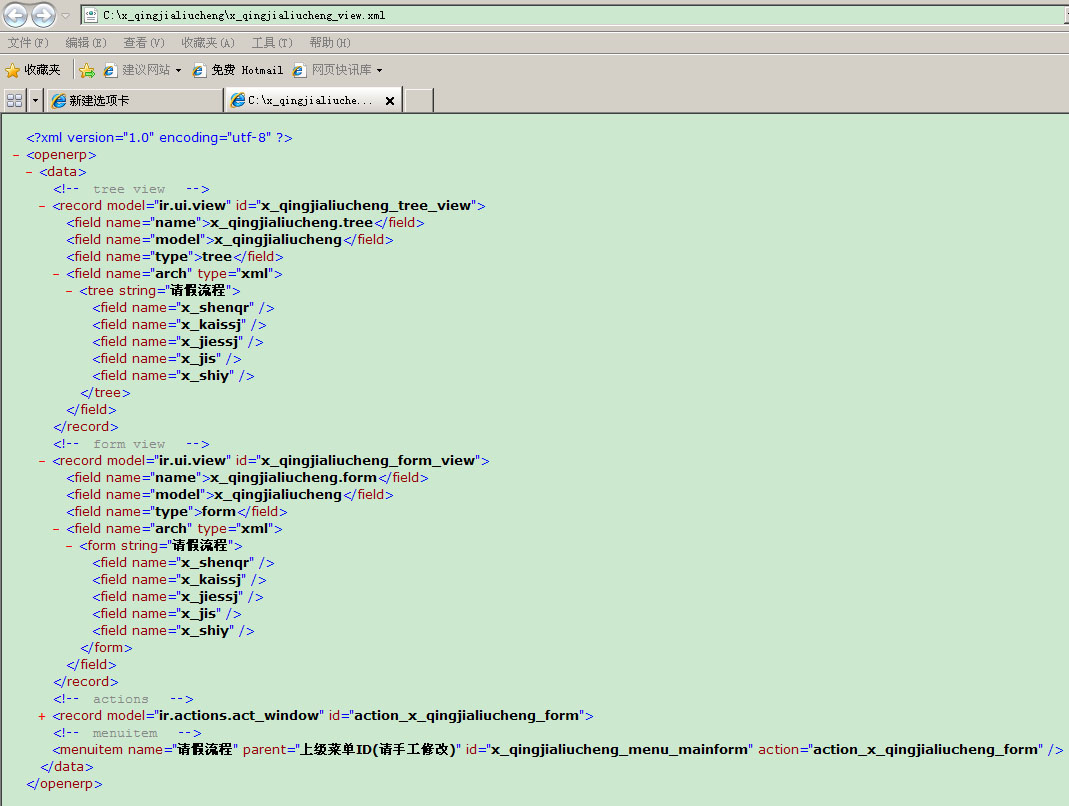 C:\x_qingjialiucheng\x_qingjialiucheng_view.xml
文件(F) 编辑(E) 查看(V) 收藏夹(A) 工具(T) 帮助(H)
收藏夹 建议网站 免费 Hotmail 网页快讯库
新建选项卡 C:\x_qingjialiuche...
<?xml version="1.0" encoding="utf-8" ?>
- <openerp>
- <data>
<!-- tree view -->
- <record model="ir.ui.view" id="x_qingjialiucheng_tree_view">
<field name="name">x_qingjialiucheng.tree</field>
<field name="model">x_qingjialiucheng</field>
<field name="type">tree</field>
- <field name="arch" type="xml">
- <tree string="请假流程">
<field name="x_shenqr" />
<field name="x_kaissj" />
<field name="x_jiessj" />
<field name="x_jis" />
<field name="x_shiy" />
</tree>
</field>
</record>
<!-- form view -->
- <record model="ir.ui.view" id="x_qingjialiucheng_form_view">
<field name="name">x_qingjialiucheng.form</field>
<field name="model">x_qingjialiucheng</field>
<field name="type">form</field>
- <field name="arch" type="xml">
- <form string="请假流程">
<field name="x_shenqr" />
<field name="x_kaissj" />
<field name="x_jiessj" />
<field name="x_jis" />
<field name="x_shiy" />
</form>
</field>
</record>
<!-- actions -->
+ <record model="ir.actions.act_window" id="action_x_qingjialiucheng_form">
<!-- menuitem -->
<menuitem name="请假流程" parent="上级菜单ID(请手工修改)" id="x_qingjialiucheng_menu_mainform" action="action_x_qingjialiucheng_form" />
</data>
</openerp>